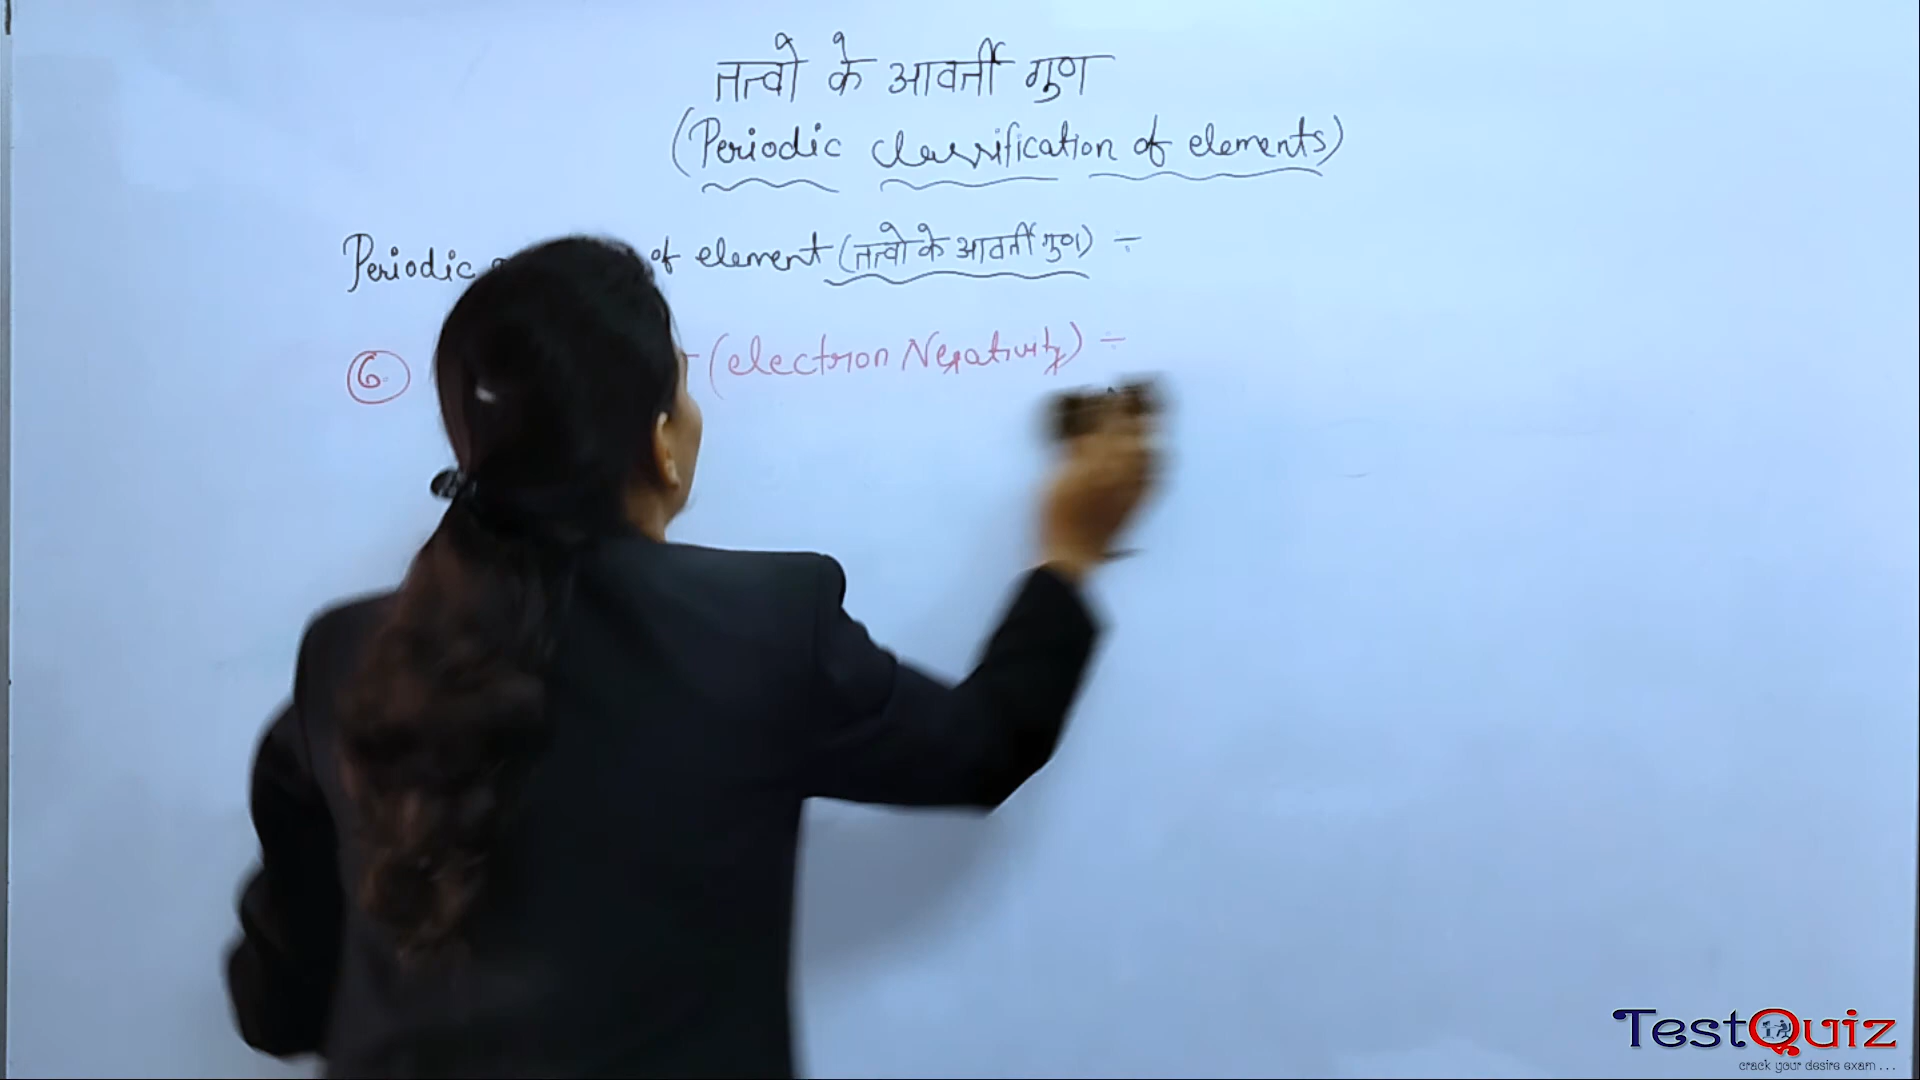 तत्वो के आवर्ती गुण
(Periodic classification of elements)
Periodic of element (तत्वो के आवर्ती गुण) ÷
6 (electron Negativity) ÷
TestQuiz
crack your desire exam ...